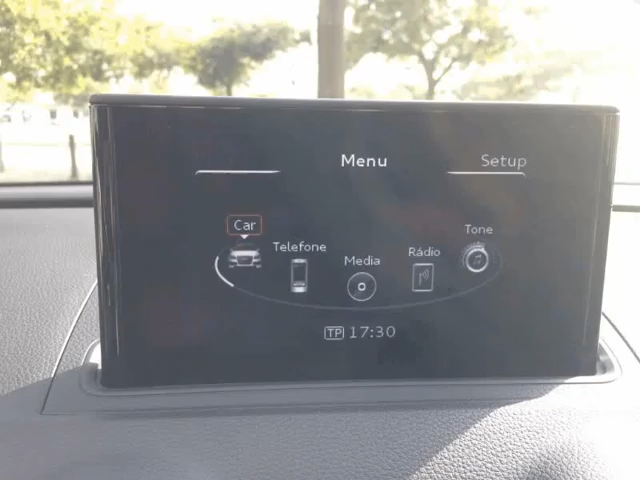 Menu
Setup
Car
Telefone
Media
Rádio
Tone
TP 17:30